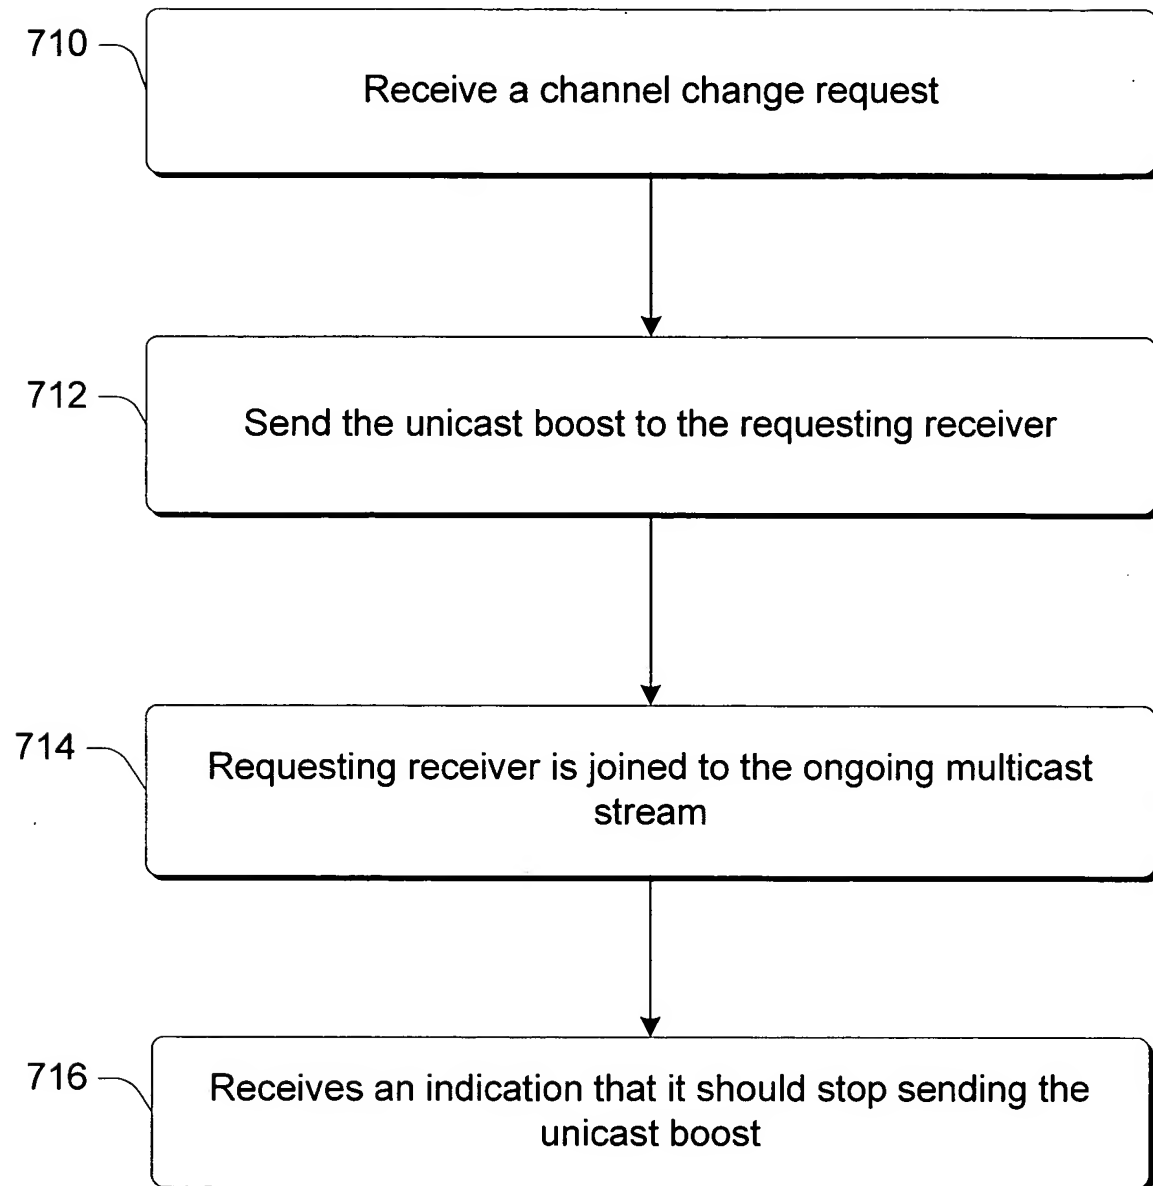 710
Receive a channel change request
712
Send the unicast boost to the requesting receiver
714
Requesting receiver is joined to the ongoing multicast
stream
716
Receives an indication that it should stop sending the
unicast boost